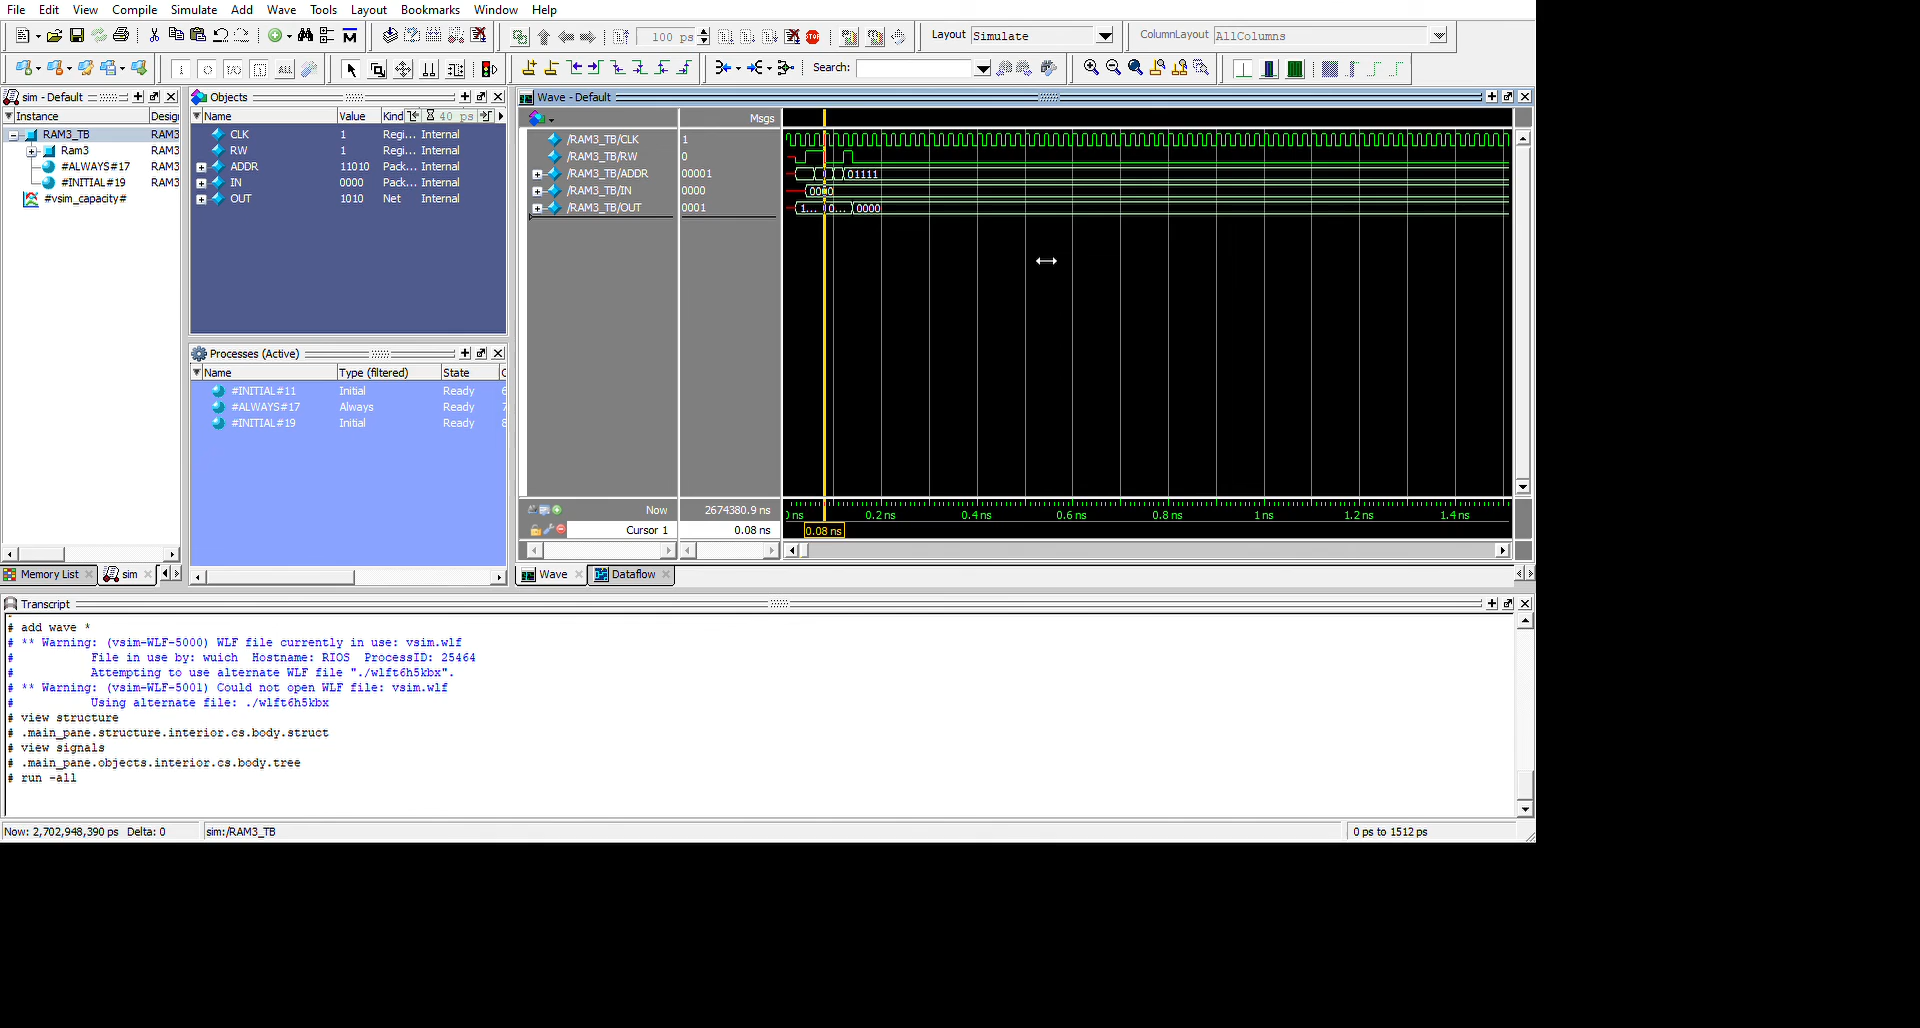 File Edit View Compile Simulate Add Wave Tools Layout Bookmarks Window Help
100 ps
Layout Simulate
ColumnLayout AllColumns
Search:
sim - Default
Instance Desig
RAM3_TB RAM3
Ram3 RAM3
#ALWAYS#17 RAM3
#INITIAL#19 RAM3
#vsim_capacity#
Memory List sim
Objects
Name Value Kind 40 ps
CLK 1 Regi... Internal
RW 1 Regi... Internal
ADDR 11010 Pack... Internal
IN 0000 Pack... Internal
OUT 1010 Net Internal
Processes (Active)
Name Type (filtered) State
#INITIAL#11 Initial Ready
#ALWAYS#17 Always Ready
#INITIAL#19 Initial Ready
Wave - Default
Msgs
/RAM3_TB/CLK 1
/RAM3_TB/RW 0
/RAM3_TB/ADDR 00001 01111
/RAM3_TB/IN 0000
/RAM3_TB/OUT 0001 1... 0... 0000
Now 2674380.9 ns
0.2 ns 0.4 ns 0.6 ns 0.8 ns 1 ns 1.2 ns 1.4 ns
Cursor 1 0.08 ns 0.08 ns
Wave Dataflow
Transcript
# add wave *
# ** Warning: (vsim-WLF-5000) WLF file currently in use: vsim.wlf
# File in use by: wuich Hostname: RIOS ProcessID: 25464
# Attempting to use alternate WLF file "./wlft6h5kbx".
# ** Warning: (vsim-WLF-5001) Could not open WLF file: vsim.wlf
# Using alternate file: ./wlft6h5kbx
# view structure
# .main_pane.structure.interior.cs.body.struct
# view signals
# .main_pane.objects.interior.cs.body.tree
# run -all
Now: 2,702,948,390 ps Delta: 0 sim:/RAM3_TB 0 ps to 1512 ps